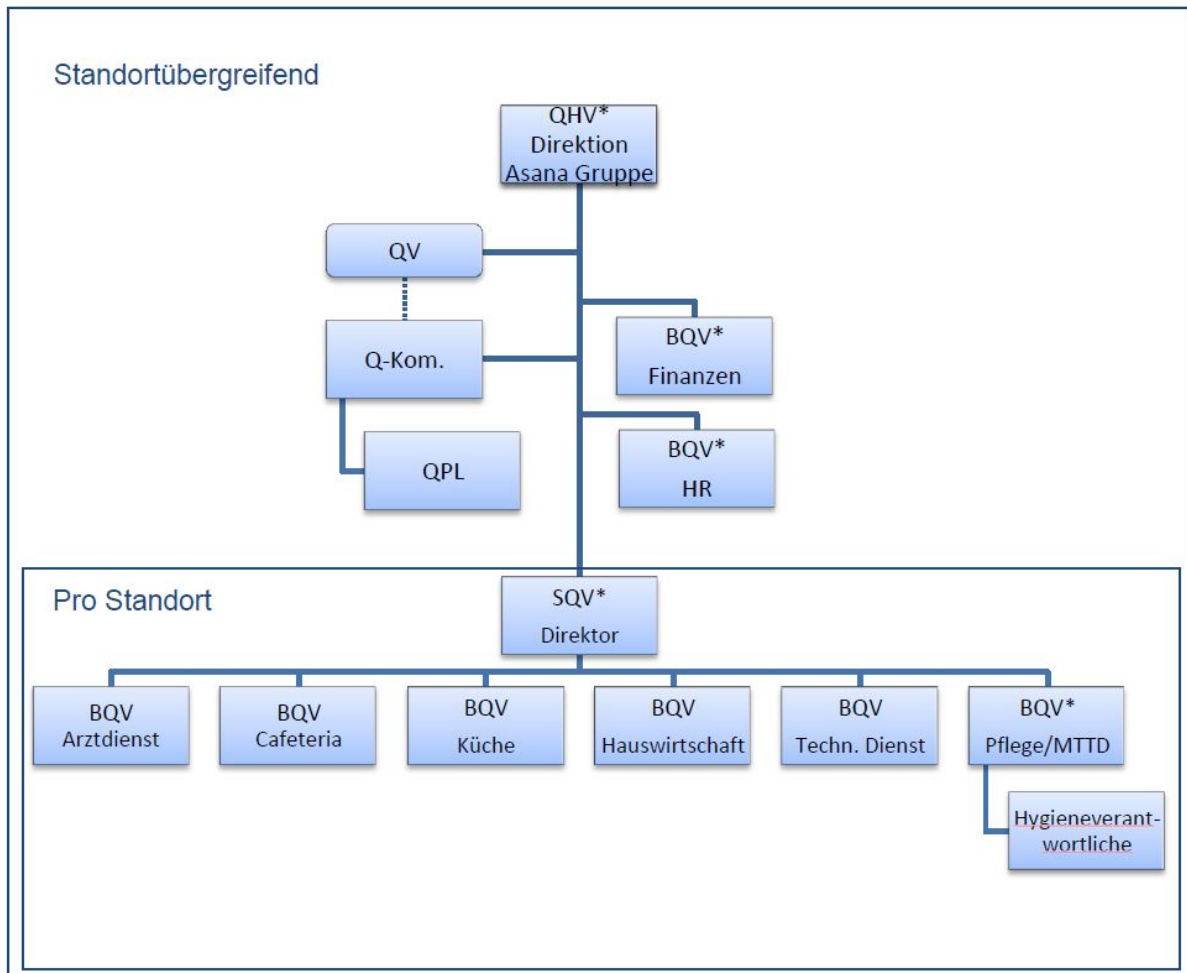 Standortübergreifend
QHV*
Direktion
Asana Gruppe
QV
Q-Kom.
QPL
BQV*
Finanzen
BQV*
HR
Pro Standort
SQV*
Direktor
BQV
Arztdienst
BQV
Cafeteria
BQV
Küche
BQV
Hauswirtschaft
BQV
Techn. Dienst
BQV*
Pflege/MTTD
Hygieneverant-
wortliche